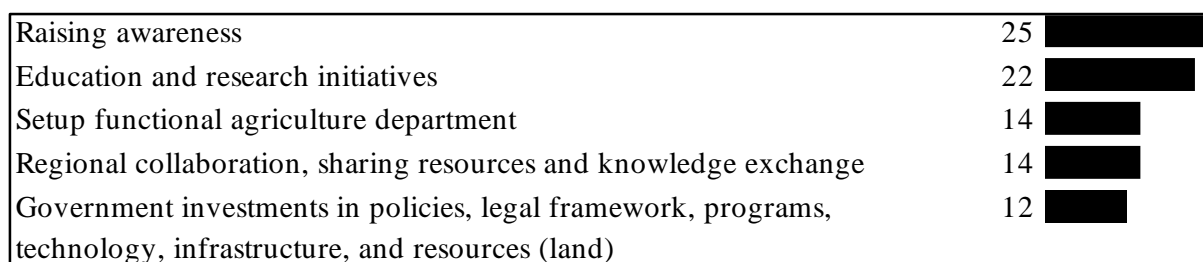 Raising awareness 25
Education and research initiatives 22
Setup functional agriculture department 14
Regional collaboration, sharing resources and knowledge exchange 14
Government investments in policies, legal framework, programs, 12
technology, infrastructure, and resources (land)